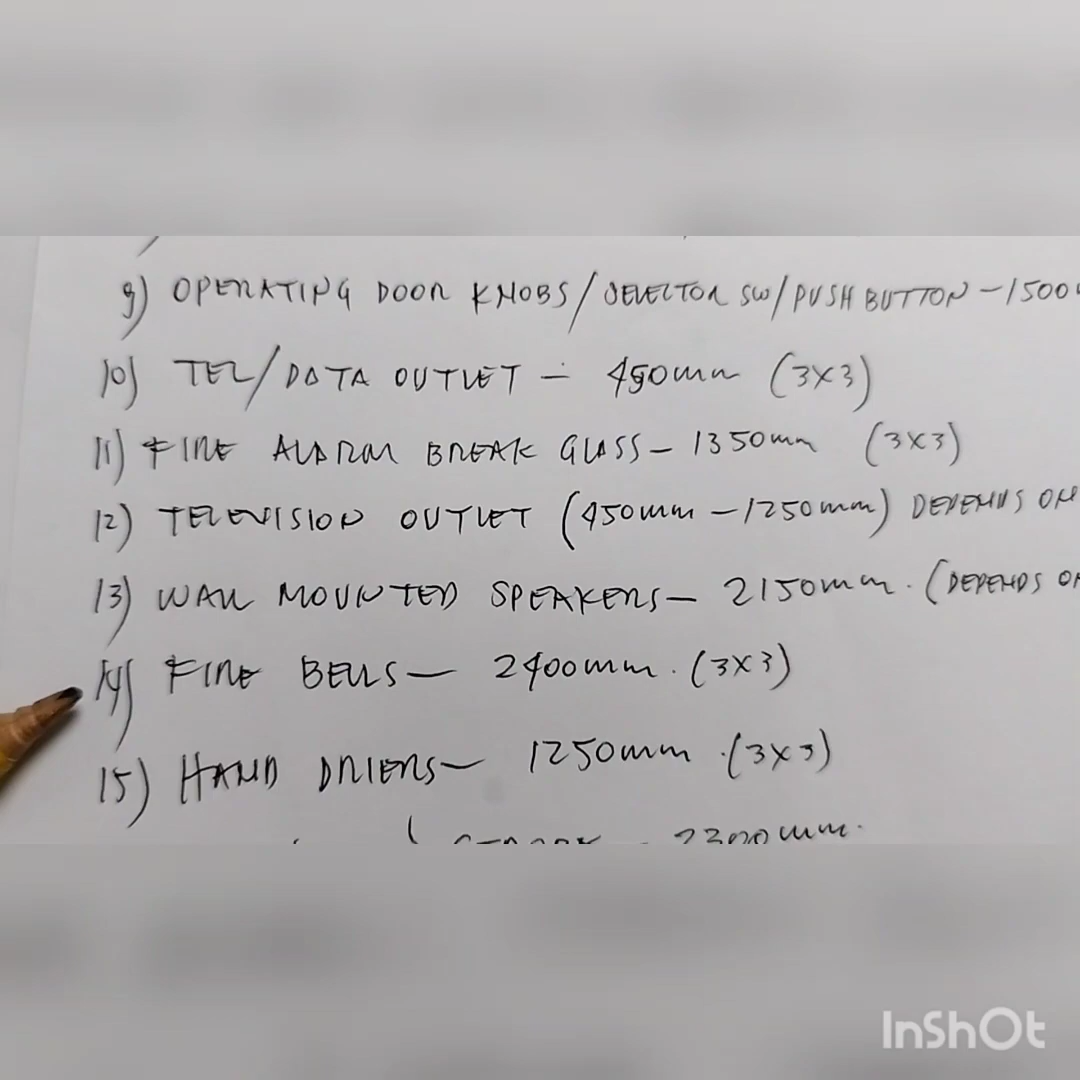 9) OPERATING DOOR KNOBS/SELECTOR SW/PUSH BUTTON - 1500
10) TEL/DATA OUTLET - 450mm (3x3)
11) FIRE ALARM BREAK GLASS - 1350mm (3x3)
12) TELEVISION OUTLET (450mm - 1250mm) DEPENDS ON
13) WALL MOUNTED SPEAKERS - 2150mm. (DEPENDS ON
14) FIRE BELLS - 2400mm. (3x3)
15) HAND DRIERS - 1250mm. (3x3)
2300mm.
InShOt